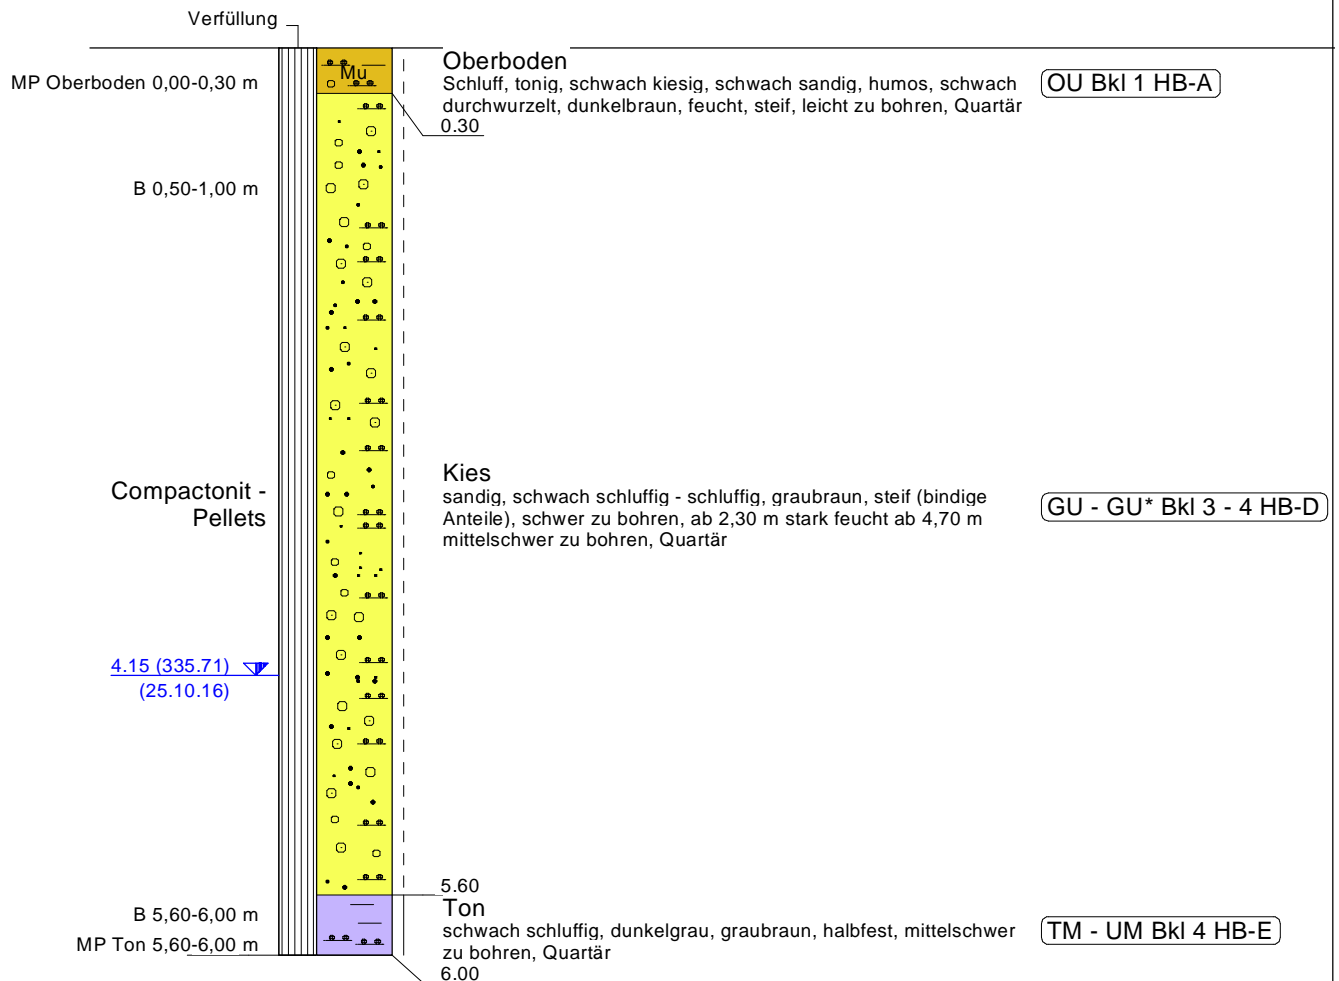 Verfüllung
MP Oberboden 0,00-0,30 m
Mu
Oberboden
Schluff, tonig, schwach kiesig, schwach sandig, humos, schwach
durchwurzelt, dunkelbraun, feucht, steif, leicht zu bohren, Quartär
0.30
OU Bkl 1 HB-A
B 0,50-1,00 m
Compactonit -
Pellets
Kies
sandig, schwach schluffig - schluffig, graubraun, steif (bindige
Anteile), schwer zu bohren, ab 2,30 m stark feucht ab 4,70 m
mittelschwer zu bohren, Quartär
GU - GU* Bkl 3 - 4 HB-D
4.15 (335.71)
(25.10.16)
5.60
B 5,60-6,00 m
MP Ton 5,60-6,00 m
Ton
schwach schluffig, dunkelgrau, graubraun, halbfest, mittelschwer
zu bohren, Quartär
6.00
TM - UM Bkl 4 HB-E